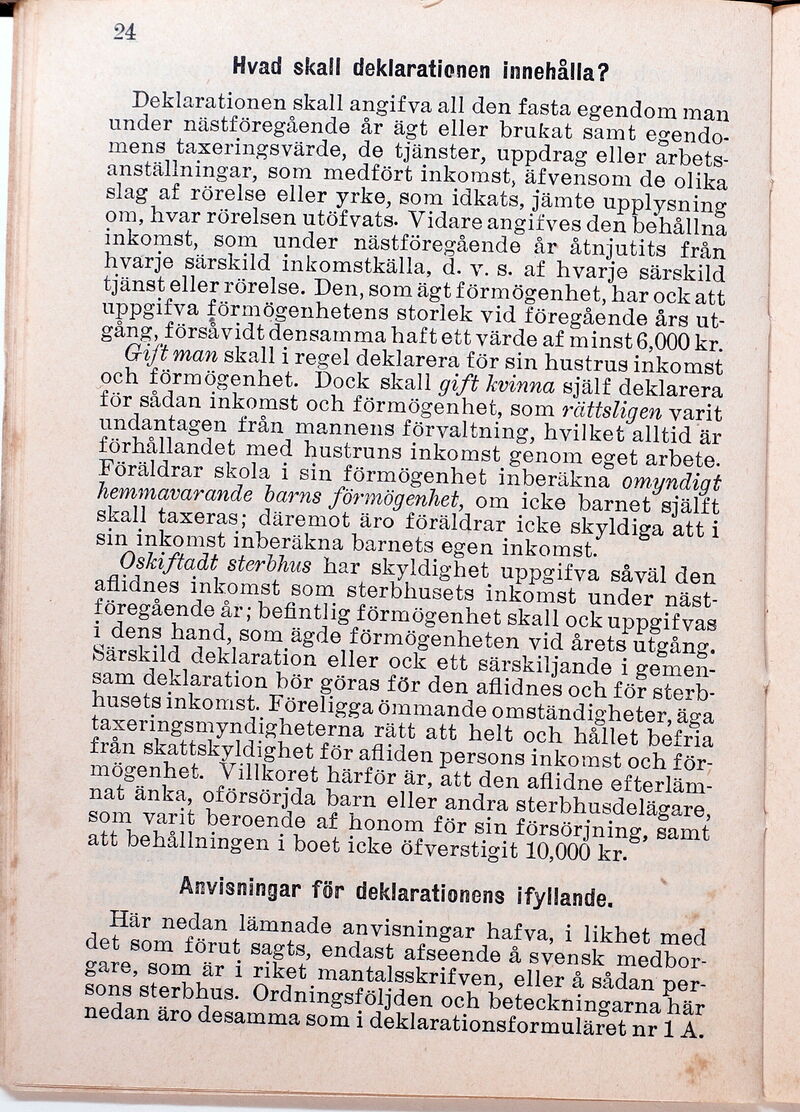 24
Hvad skall deklarationen innehålla?
Deklarationen skall angifva all den fasta egendom man
under nästföregående år ägt eller brukat samt egendo-
mens taxeringsvärde, de tjänster, uppdrag eller arbets-
anställningar, som medfört inkomst, äfvensom de olika
slag af rörelse eller yrke, som idkats, jämte upplysning
om, hvar rörelsen utöfvats. Vidare angifves den behållna
inkomst, som under nästföregående år åtnjutits från
hvarje särskild inkomstkälla, d. v. s. af hvarje särskild
tjänst eller rörelse. Den, som ägt förmögenhet, har ock att
uppgifva förmögenhetens storlek vid föregående års ut-
gång, försåvidt densamma haft ett värde af minst 6,000 kr.
Gift man skall i regel deklarera för sin hustrus inkomst
och förmögenhet. Dock skall gift kvinna själf deklarera
för sådan inkomst och förmögenhet, som rättsligen varit
undantagen från mannens förvaltning, hvilket alltid är
förhållandet med hustruns inkomst genom eget arbete.
Föräldrar skola i sin förmögenhet inberäkna omyndigt
hemmavarande barns förmögenhet, om icke barnet själft
skall taxeras; däremot äro föräldrar icke skyldiga att i
sin inkomst inberäkna barnets egen inkomst.
Oskiftadt sterbhus har skyldighet uppgifva såväl den
aflidnes inkomst som sterbhusets inkomst under näst-
föregående år; befintlig förmögenhet skall ock uppgifvas
i dens hand, som ägde förmögenheten vid årets utgång.
Särskild deklaration eller ock ett särskiljande i gemen-
sam deklaration bör göras för den aflidnes och för sterb-
husets inkomst. Föreligga ömmande omständigheter, äga
taxeringsmyndigheterna rätt att helt och hållet befria
från skattskyldighet för afliden persons inkomst och för-
mögenhet. Villkoret härför är, att den aflidne efterläm-
nat änka, oförsörjda barn eller andra sterbhusdelägare,
som varit beroende af honom för sin försörjning, samt
att behållningen i boet icke öfverstigit 10,000 kr.
Anvisningar för deklarationens ifyllande.
Här nedan lämnade anvisningar hafva, i likhet med
det som förut sagts, endast afseende å svensk medbor-
gare, som är i riket mantalsskrifven, eller å sådan per-
sons sterbhus. Ordningsföljden och beteckningarna här
nedan äro desamma som i deklarationsformuläret nr 1 A.